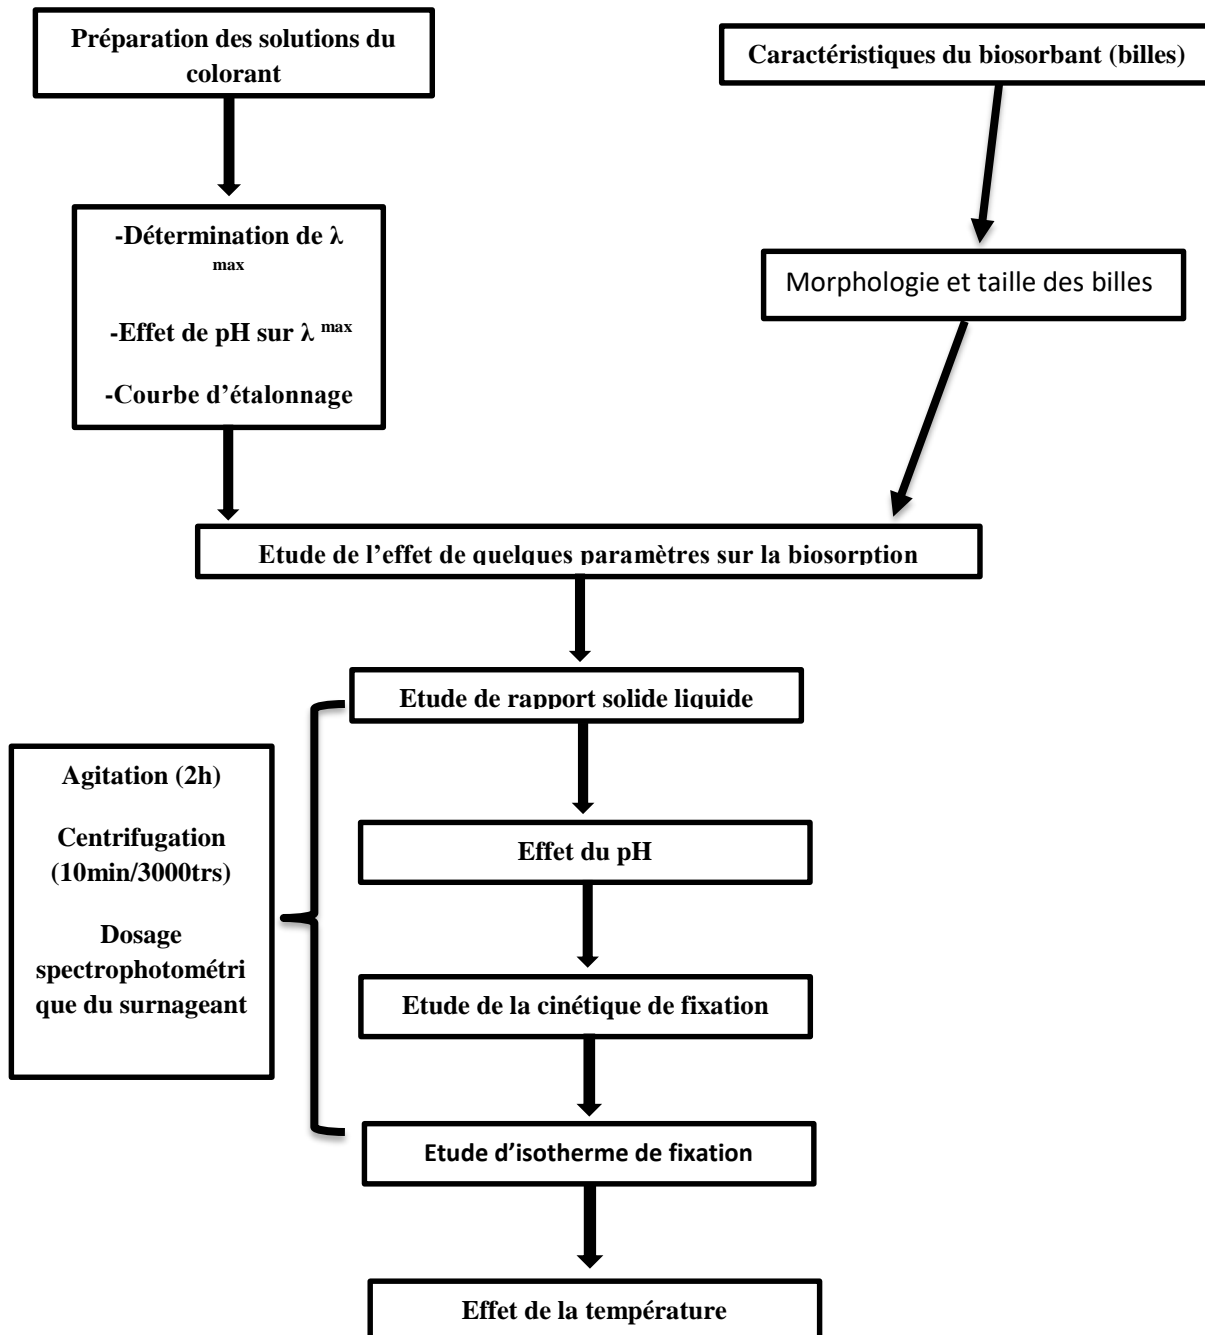 Préparation des solutions du
colorant
Caractéristiques du biosorbant (billes)
-Détermination de λ
max
-Effet de pH sur λ max
-Courbe d’étalonnage
Morphologie et taille des billes
Etude de l’effet de quelques paramètres sur la biosorption
Etude de rapport solide liquide
Agitation (2h)
Centrifugation
(10min/3000trs)
Dosage
spectrophotométri
que du surnageant
Effet du pH
Etude de la cinétique de fixation
Etude d’isotherme de fixation
Effet de la température